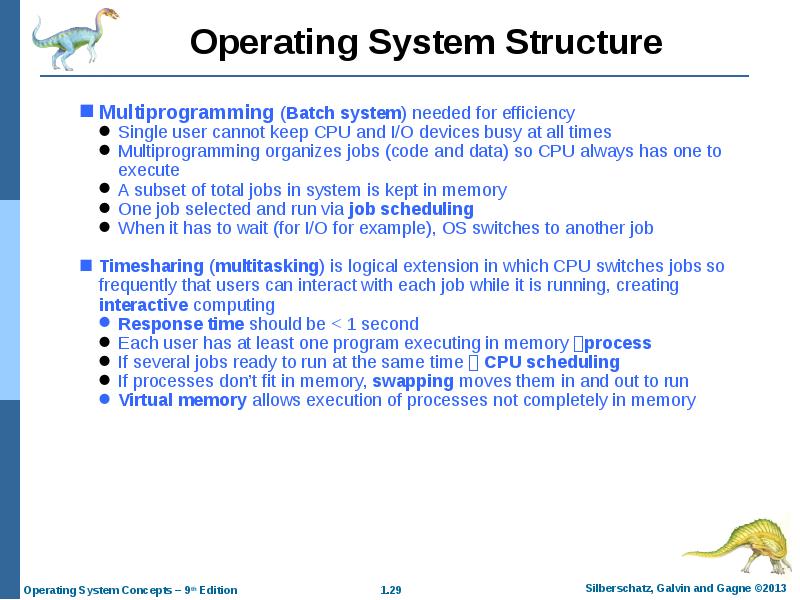 Operating System Structure
Multiprogramming (Batch system) needed for efficiency
Single user cannot keep CPU and I/O devices busy at all times
Multiprogramming organizes jobs (code and data) so CPU always has one to
execute
A subset of total jobs in system is kept in memory
One job selected and run via job scheduling
When it has to wait (for I/O for example), OS switches to another job
Timesharing (multitasking) is logical extension in which CPU switches jobs so
frequently that users can interact with each job while it is running, creating
interactive computing
Response time should be < 1 second
Each user has at least one program executing in memory process
If several jobs ready to run at the same time CPU scheduling
If processes don't fit in memory, swapping moves them in and out to run
Virtual memory allows execution of processes not completely in memory
Operating System Concepts – 9th Edition
1.29
Silberschatz, Galvin and Gagne ©2013